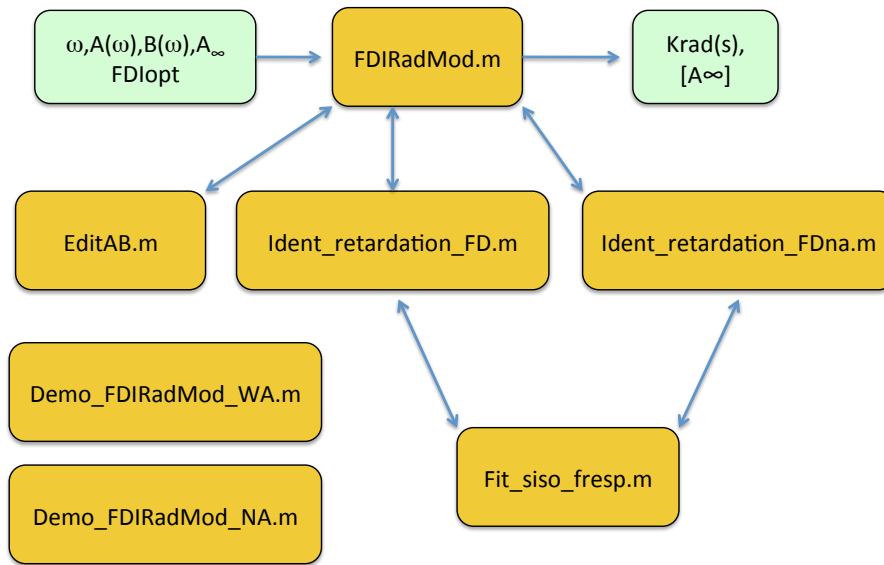 ω,A(ω),B(ω),A∞
FDIopt
FDIRadMod.m
Krad(s),
[A∞]
EditAB.m
Ident_retardation_FD.m
Ident_retardation_FDna.m
Demo_FDIRadMod_WA.m
Fit_siso_fresp.m
Demo_FDIRadMod_NA.m